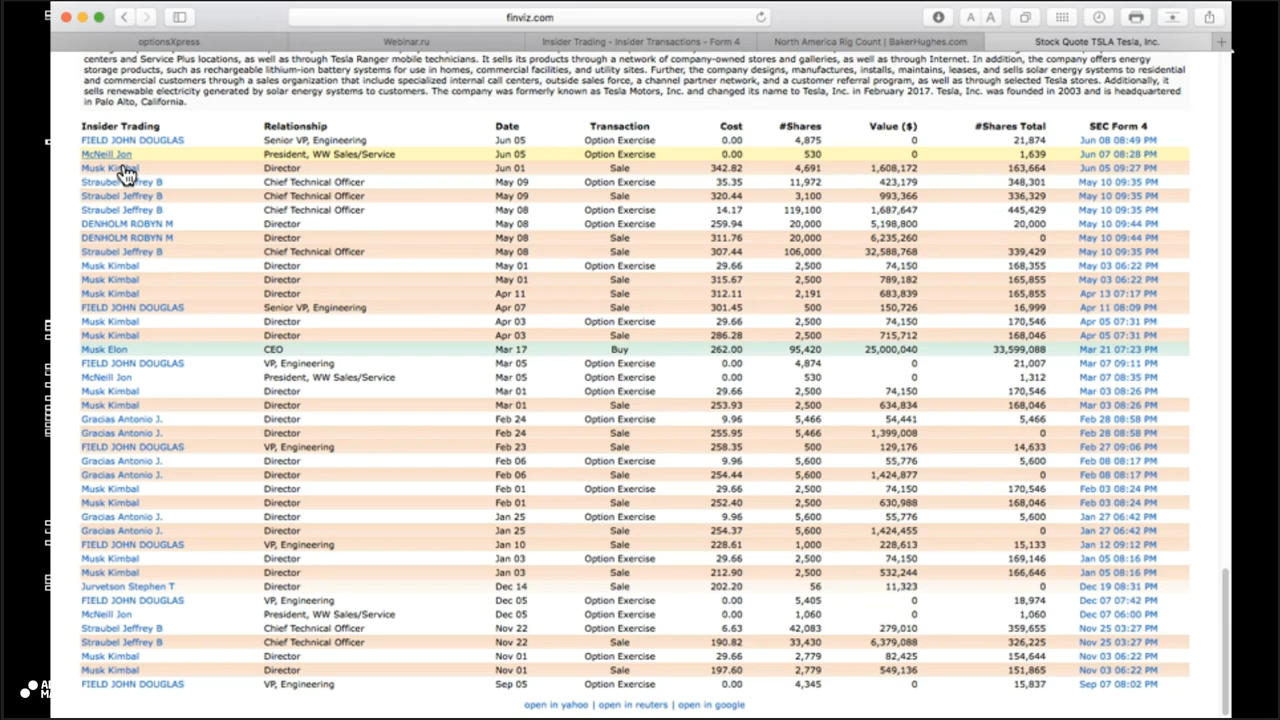 finviz.com
A A
optionsXpress Webinar.ru Insider Trading - Insider Transactions - Form 4 North America Rig Count | BakerHughes.com Stock Quote TSLA Tesla, Inc. +
centers and Service Plus locations, as well as through Tesla Ranger mobile technicians. It sells its products through a network of company-owned stores and galleries, as well as through Internet. In addition, the company offers energy
storage products, such as rechargeable lithium-ion battery systems for use in homes, commercial facilities, and utility sites. Further, the company designs, manufactures, installs, maintains, leases, and sells solar energy systems to residential
and commercial customers through a sales organization that include specialized internal call centers, outside sales force, a channel partner network, and a customer referral program, as well as through selected Tesla stores. Additionally, it
sells renewable electricity generated by solar energy systems to customers. The company was formerly known as Tesla Motors, Inc. and changed its name to Tesla, Inc. in February 2017. Tesla, Inc. was founded in 2003 and is headquartered
in Palo Alto, California.
Insider Trading Relationship Date Transaction Cost #Shares Value ($) #Shares Total SEC Form 4
FIELD JOHN DOUGLAS Senior VP, Engineering Jun 05 Option Exercise 0.00 4,875 0 21,874 Jun 08 08:49 PM
McNeill Jon President, WW Sales/Service Jun 05 Option Exercise 0.00 530 0 1,639 Jun 07 08:28 PM
Musk Kimbal Director Jun 01 Sale 342.82 4,691 1,608,172 163,664 Jun 05 09:27 PM
Straubel Jeffrey B Chief Technical Officer May 09 Option Exercise 35.35 11,972 423,179 348,301 May 10 09:35 PM
Straubel Jeffrey B Chief Technical Officer May 09 Sale 320.44 3,100 993,366 336,329 May 10 09:35 PM
Straubel Jeffrey B Chief Technical Officer May 08 Option Exercise 14.17 119,100 1,687,647 445,429 May 10 09:35 PM
DENHOLM ROBYN M Director May 08 Option Exercise 259.94 20,000 5,198,800 20,000 May 10 09:44 PM
DENHOLM ROBYN M Director May 08 Sale 311.76 20,000 6,235,260 0 May 10 09:44 PM
Straubel Jeffrey B Chief Technical Officer May 08 Sale 307.44 106,000 32,588,768 339,429 May 10 09:35 PM
Musk Kimbal Director May 01 Option Exercise 29.66 2,500 74,150 168,355 May 03 06:22 PM
Musk Kimbal Director May 01 Sale 315.67 2,500 789,182 165,855 May 03 06:22 PM
Musk Kimbal Director Apr 11 Sale 312.11 2,191 683,839 165,855 Apr 13 07:17 PM
FIELD JOHN DOUGLAS Senior VP, Engineering Apr 07 Sale 301.45 500 150,726 16,999 Apr 11 08:09 PM
Musk Kimbal Director Apr 03 Option Exercise 29.66 2,500 74,150 170,546 Apr 05 07:31 PM
Musk Kimbal Director Apr 03 Sale 286.28 2,500 715,712 168,046 Apr 05 07:31 PM
Musk Elon CEO Mar 17 Buy 262.00 95,420 25,000,040 33,599,088 Mar 21 07:23 PM
FIELD JOHN DOUGLAS VP, Engineering Mar 05 Option Exercise 0.00 4,874 0 21,007 Mar 07 09:11 PM
McNeill Jon President, WW Sales/Service Mar 05 Option Exercise 0.00 530 0 1,312 Mar 07 08:35 PM
Musk Kimbal Director Mar 01 Option Exercise 29.66 2,500 74,150 170,546 Mar 03 08:26 PM
Musk Kimbal Director Mar 01 Sale 253.93 2,500 634,834 168,046 Mar 03 08:26 PM
Gracias Antonio J. Director Feb 24 Option Exercise 9.96 5,466 54,441 5,466 Feb 28 08:58 PM
Gracias Antonio J. Director Feb 24 Sale 255.95 5,466 1,399,008 0 Feb 28 08:58 PM
FIELD JOHN DOUGLAS VP, Engineering Feb 23 Sale 258.35 500 129,176 14,633 Feb 27 09:06 PM
Gracias Antonio J. Director Feb 06 Option Exercise 9.96 5,600 55,776 5,600 Feb 08 08:17 PM
Gracias Antonio J. Director Feb 06 Sale 254.44 5,600 1,424,877 0 Feb 08 08:17 PM
Musk Kimbal Director Feb 01 Option Exercise 29.66 2,500 74,150 170,546 Feb 03 08:24 PM
Musk Kimbal Director Feb 01 Sale 252.40 2,500 630,988 168,046 Feb 03 08:24 PM
Gracias Antonio J. Director Jan 25 Option Exercise 9.96 5,600 55,776 5,600 Jan 27 06:42 PM
Gracias Antonio J. Director Jan 25 Sale 254.37 5,600 1,424,455 0 Jan 27 06:42 PM
FIELD JOHN DOUGLAS VP, Engineering Jan 10 Sale 228.61 1,000 228,613 15,133 Jan 12 09:12 PM
Musk Kimbal Director Jan 03 Option Exercise 29.66 2,500 74,150 169,146 Jan 05 08:16 PM
Musk Kimbal Director Jan 03 Sale 212.90 2,500 532,244 166,646 Jan 05 08:16 PM
Jurvetson Stephen T Director Dec 14 Sale 202.20 56 11,323 0 Dec 19 08:31 PM
FIELD JOHN DOUGLAS VP, Engineering Dec 05 Option Exercise 0.00 5,405 0 18,974 Dec 07 07:42 PM
McNeill Jon President, WW Sales/Service Dec 05 Option Exercise 0.00 1,060 0 1,060 Dec 07 06:00 PM
Straubel Jeffrey B Chief Technical Officer Nov 22 Option Exercise 6.63 42,083 279,010 359,655 Nov 25 03:27 PM
Straubel Jeffrey B Chief Technical Officer Nov 22 Sale 190.82 33,430 6,379,088 326,225 Nov 25 03:27 PM
Musk Kimbal Director Nov 01 Option Exercise 29.66 2,779 82,425 154,644 Nov 03 06:22 PM
Musk Kimbal Director Nov 01 Sale 197.60 2,779 549,136 151,865 Nov 03 06:22 PM
FIELD JOHN DOUGLAS VP, Engineering Sep 05 Option Exercise 0.00 4,345 0 15,837 Sep 07 08:02 PM
open in yahoo | open in reuters | open in google